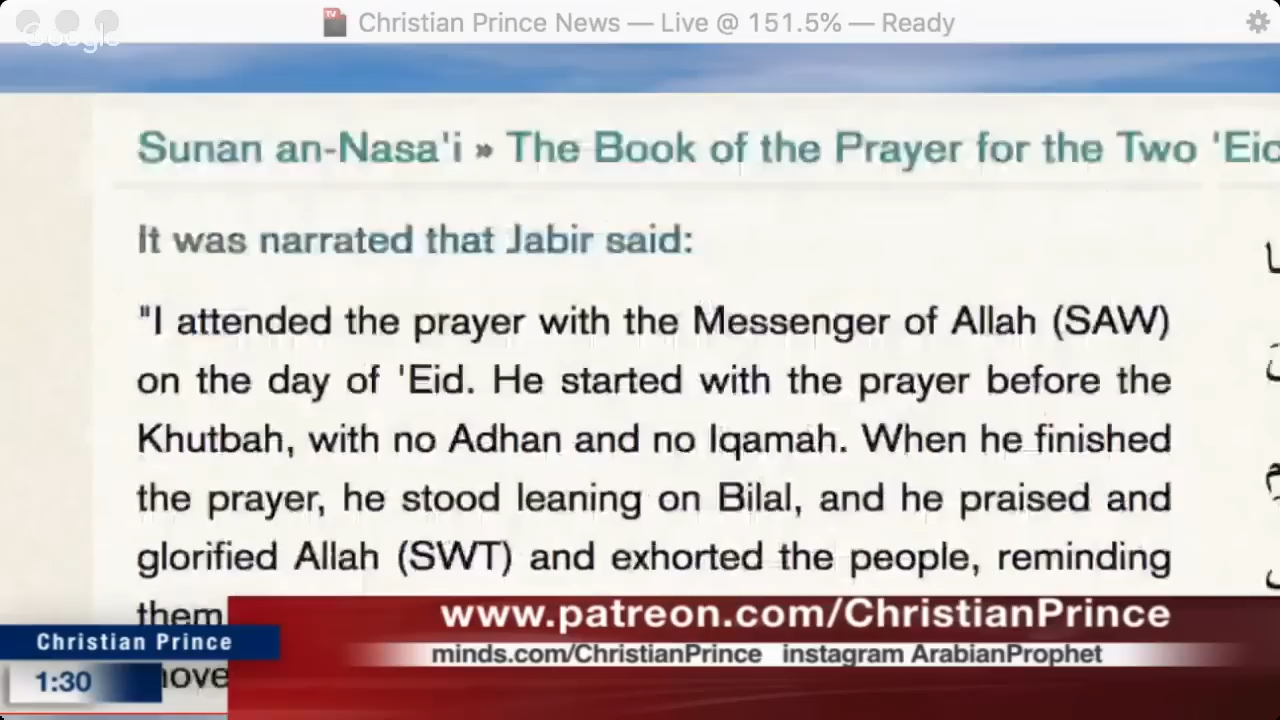 Christian Prince News — Live @ 151.5% — Ready
Google
Sunan an-Nasa'i » The Book of the Prayer for the Two 'Eid
It was narrated that Jabir said:
"I attended the prayer with the Messenger of Allah (SAW)
on the day of 'Eid. He started with the prayer before the
Khutbah, with no Adhan and no Iqamah. When he finished
the prayer, he stood leaning on Bilal, and he praised and
glorified Allah (SWT) and exhorted the people, reminding
them
www.patreon.com/ChristianPrince
Christian Prince
minds.com/ChristianPrince instagram ArabianProphet
1:30